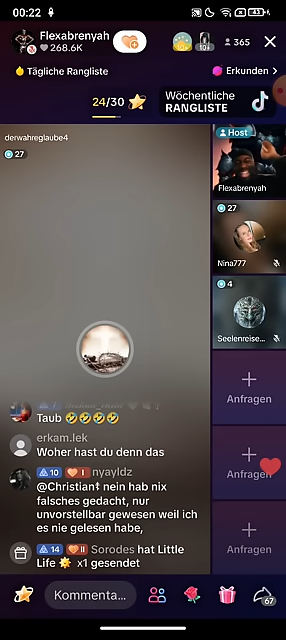 00:22
43
Flexabrenyah
268.6K
10+
365
Tägliche Rangliste
Erkunden >
24/30
Wöchentliche
RANGLISTE
derwahreglaube4
27
Host
Flexabrenyah
27
Nina777
4
Seelenreise...
Anfragen
Anfragen
Anfragen
Taub 🤣🤣🤣🤣
erkam.lek
Woher hast du denn das
10 I nyayldz
@Christian✝ nein hab nix
falsches gedacht, nur
unvorstellbar gewesen weil ich
es nie gelesen habe,
14 II Sorodes hat Little
Life x1 gesendet
Kommenta...
67